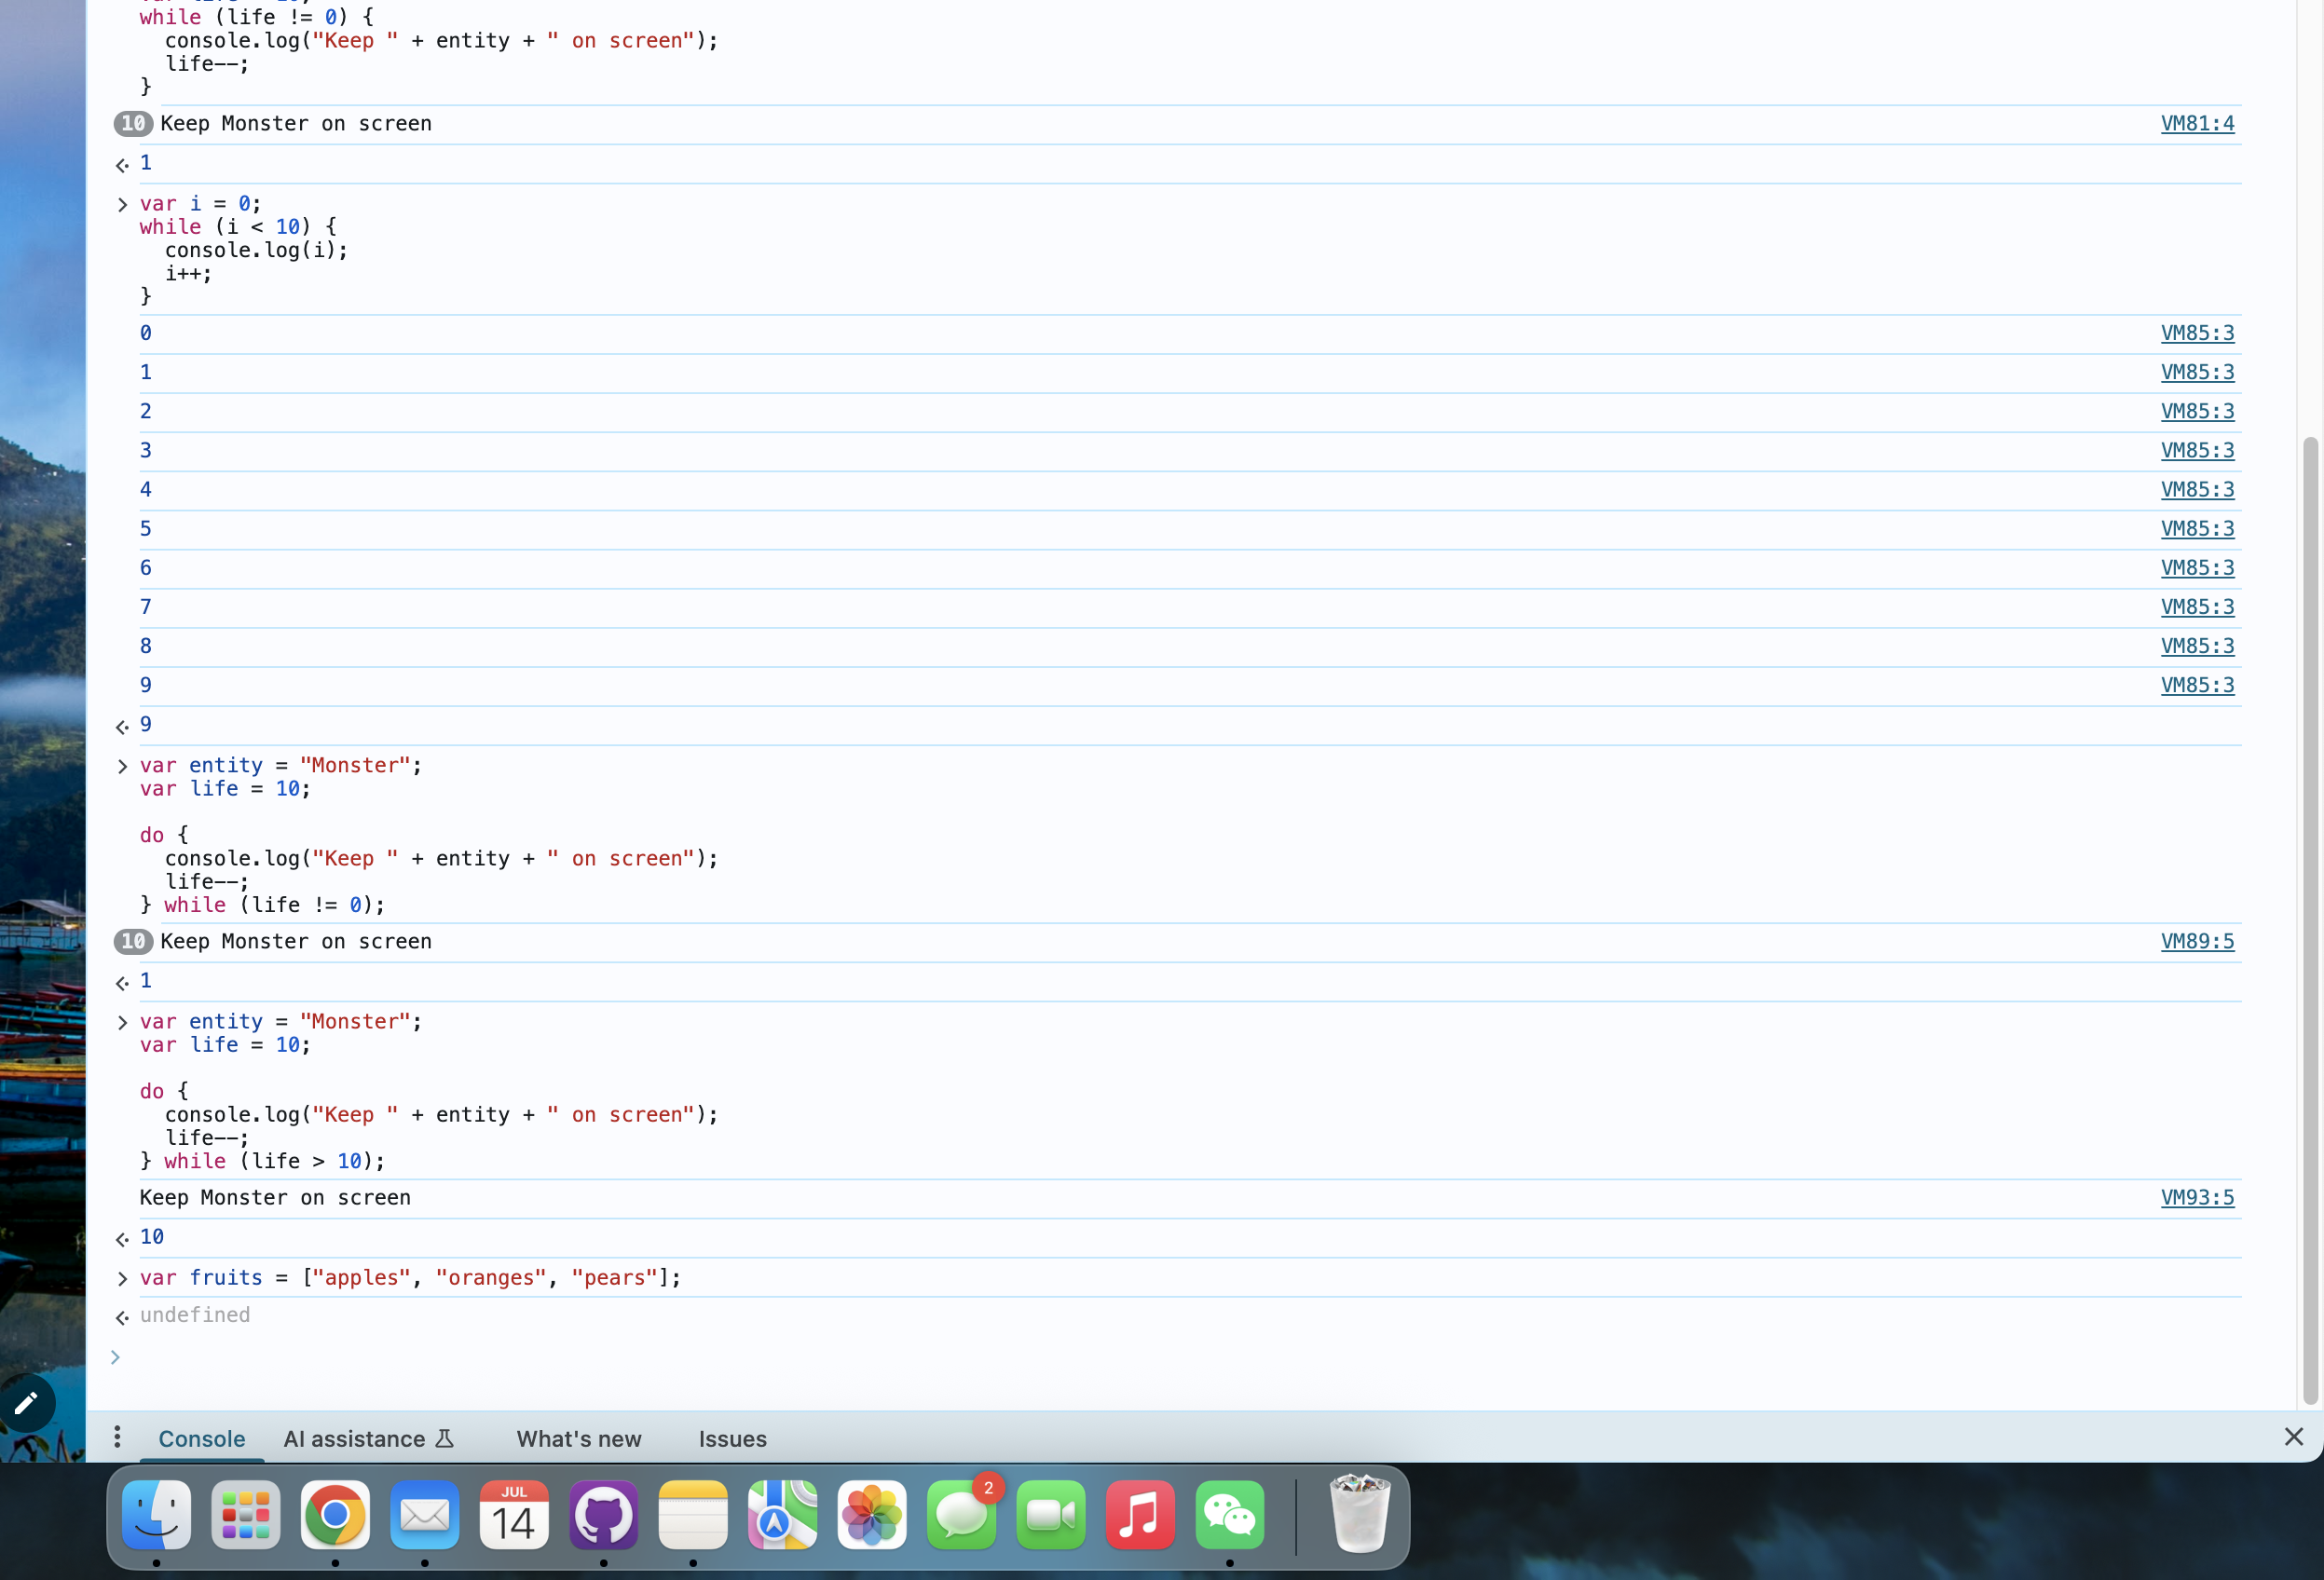 while (life != 0) {
  console.log("Keep " + entity + " on screen");
  life--;
}
10 Keep Monster on screen VM81:4
1
var i = 0;
while (i < 10) {
  console.log(i);
  i++;
}
0 VM85:3
1 VM85:3
2 VM85:3
3 VM85:3
4 VM85:3
5 VM85:3
6 VM85:3
7 VM85:3
8 VM85:3
9 VM85:3
9
var entity = "Monster";
var life = 10;
do {
  console.log("Keep " + entity + " on screen");
  life--;
} while (life != 0);
10 Keep Monster on screen VM89:5
1
var entity = "Monster";
var life = 10;
do {
  console.log("Keep " + entity + " on screen");
  life--;
} while (life > 10);
Keep Monster on screen VM93:5
10
var fruits = ["apples", "oranges", "pears"];
undefined
Console AI assistance What's new Issues
JUL 2
14